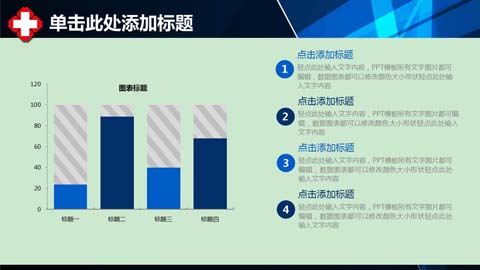 单击此处添加标题
图表标题
120
100
80
60
40
20
0
标题一 标题二 标题三 标题四
1
点击添加标题
轻点此处输入文字内容，PPT模板所有文字图片都可
编辑，数据图表都可以修改颜色大小形状轻点此处输
入文字内容
2
点击添加标题
轻点此处输入文字内容，PPT模板所有文字图片都可编
辑，数据图表都可以修改颜色大小形状轻点此处输入
文字内容
3
点击添加标题
轻点此处输入文字内容，PPT模板所有文字图片都可
编辑，数据图表都可以修改颜色大小形状轻点此处输
入文字内容
4
点击添加标题
轻点此处输入文字内容，PPT模板所有文字图片都可
编辑，数据图表都可以修改颜色大小形状轻点此处
输入文字内容